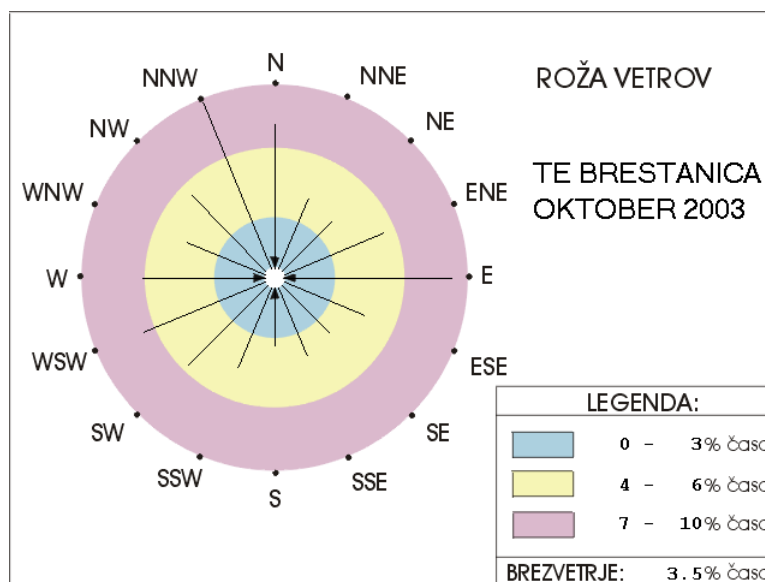 ROŽA VETROV
TE BRESTANICA
OKTOBER 2003
N
NNE
NE
ENE
E
ESE
SE
SSE
S
SSW
SW
WSW
W
WNW
NW
NNW
LEGENDA:
0 - 3% časa
4 - 6% časa
7 - 10% časa
BREZVETRJE: 3.5% časa